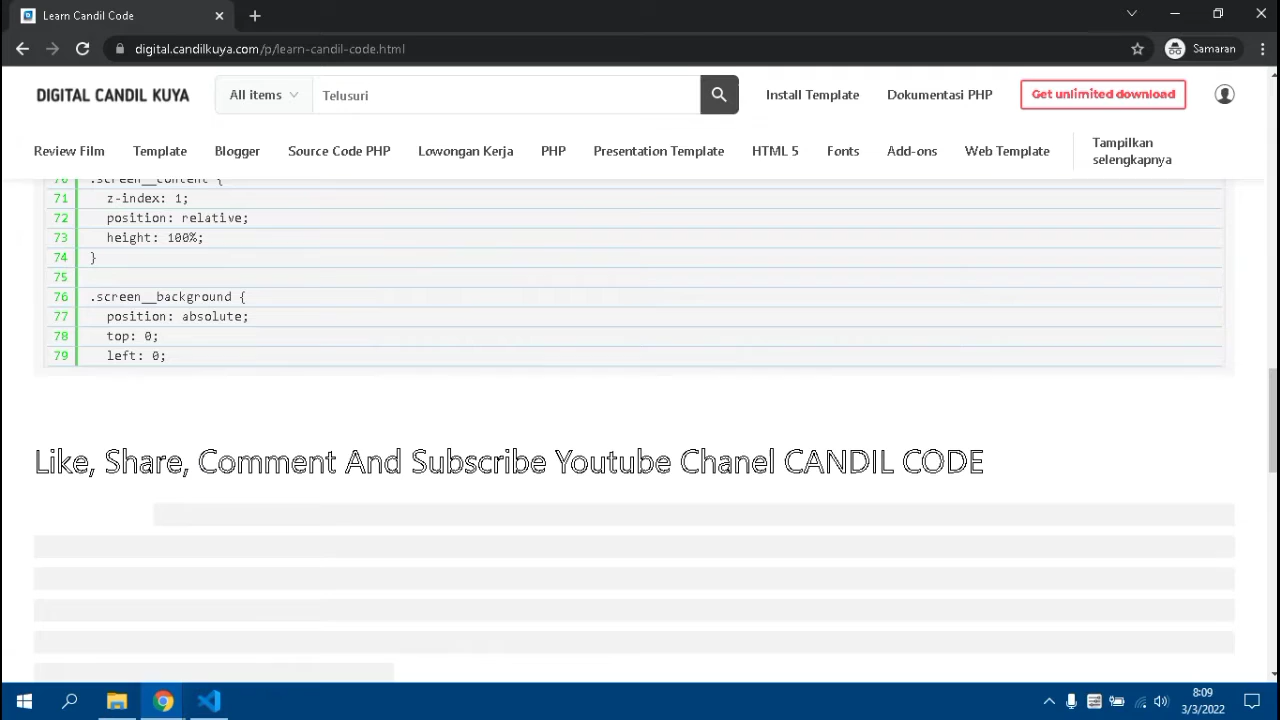 Learn Candil Code
digital.candilkuya.com/p/learn-candil-code.html
Samaran
DIGITAL CANDIL KUYA
All items
Telusuri
Install Template
Dokumentasi PHP
Get unlimited download
Review Film
Template
Blogger
Source Code PHP
Lowongan Kerja
PHP
Presentation Template
HTML 5
Fonts
Add-ons
Web Template
Tampilkan
selengkapnya
70 .screen__content {
71 z-index: 1;
72 position: relative;
73 height: 100%;
74 }
75
76 .screen__background {
77 position: absolute;
78 top: 0;
79 left: 0;
Like, Share, Comment And Subscribe Youtube Chanel CANDIL CODE
8:09
3/3/2022